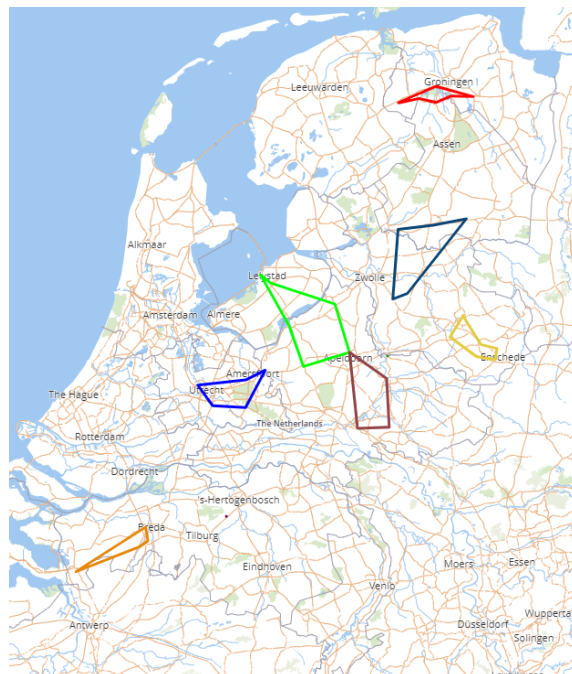 Groningen
Leeuwarden
Assen
Alkmaar
Lelystad
Zwolle
Amsterdam
Almere
Enschede
Apeldoorn
Amersfoort
Utrecht
The Hague
The Netherlands
Rotterdam
Dordrecht
's-Hertogenbosch
Breda
Tilburg
Eindhoven
Moers
Essen
Venlo
Wupperta
Antwerp
Düsseldorf
Solingen